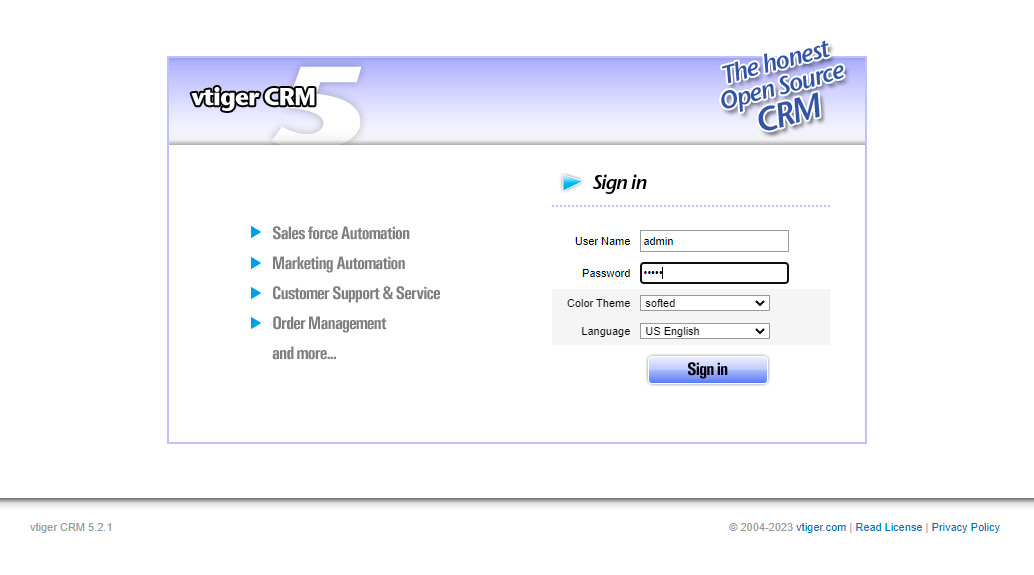 vtiger CRM 5
The honest
Open Source
CRM
Sign in
Sales force Automation
Marketing Automation
Customer Support & Service
Order Management
and more...
User Name admin
Password •••••
Color Theme softed
Language US English
Sign in
vtiger CRM 5.2.1
© 2004-2023 vtiger.com | Read License | Privacy Policy